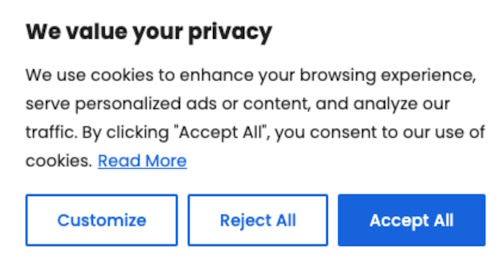 We value your privacy
We use cookies to enhance your browsing experience,
serve personalized ads or content, and analyze our
traffic. By clicking "Accept All", you consent to our use of
cookies. Read More
Customize
Reject All
Accept All